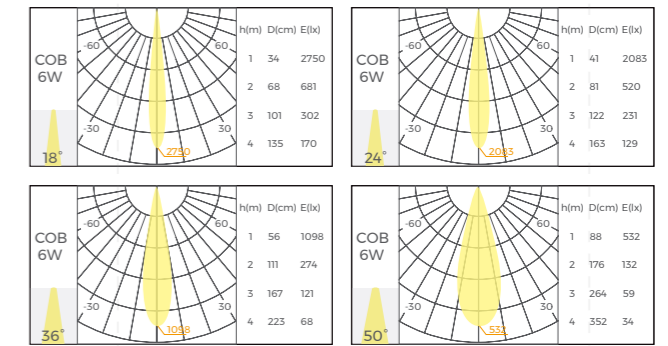 COB
6W
18°
-60
60
-30
30
2750
h(m) D(cm) E(lx)
1 34 2750
2 68 681
3 101 302
4 135 170
COB
6W
24°
-60
60
-30
30
2083
h(m) D(cm) E(lx)
1 41 2083
2 81 520
3 122 231
4 163 129
COB
6W
36°
-60
60
-30
30
1098
h(m) D(cm) E(lx)
1 56 1098
2 111 274
3 167 121
4 223 68
COB
6W
50°
-60
60
-30
30
532
h(m) D(cm) E(lx)
1 88 532
2 176 132
3 264 59
4 352 34